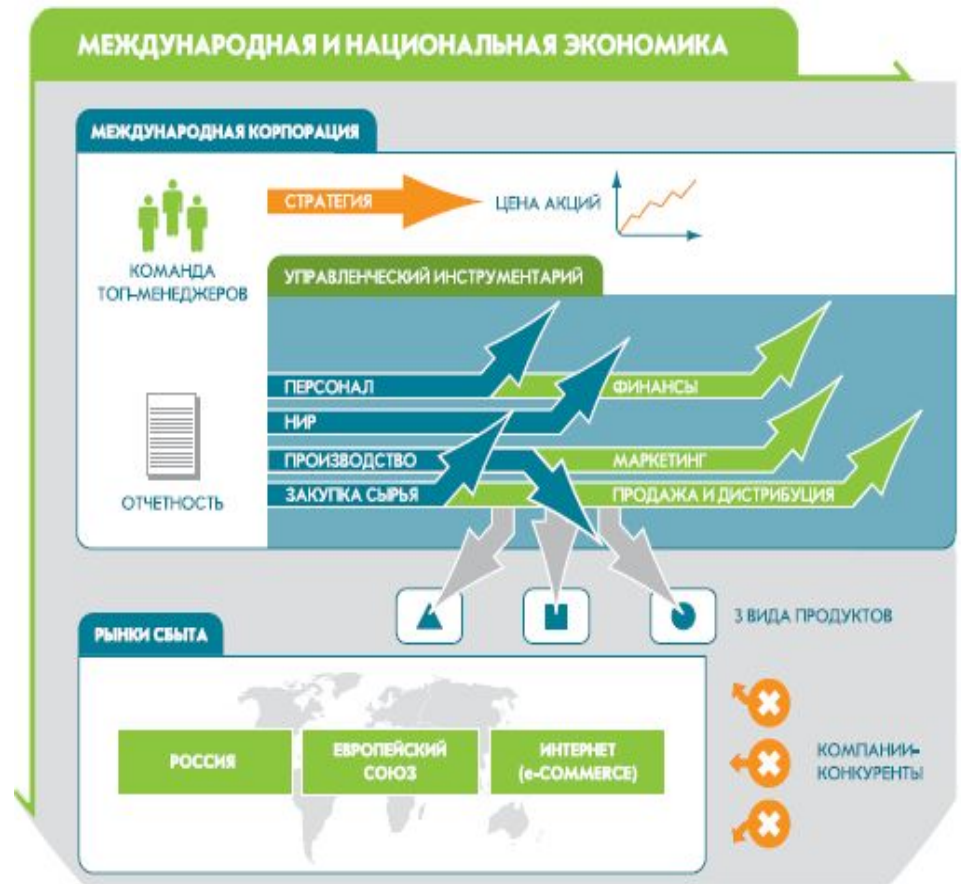 МЕЖДУНАРОДНАЯ И НАЦИОНАЛЬНАЯ ЭКОНОМИКА
МЕЖДУНАРОДНАЯ КОРПОРАЦИЯ
СТРАТЕГИЯ
ЦЕНА АКЦИЙ
КОМАНДА
ТОП-МЕНЕДЖЕРОВ
УПРАВЛЕНЧЕСКИЙ ИНСТРУМЕНТАРИЙ
ПЕРСОНАЛ
ФИНАНСЫ
НИР
ПРОИЗВОДСТВО
МАРКЕТИНГ
ЗАКУПКА СЫРЬЯ
ПРОДАЖА И ДИСТРИБУЦИЯ
ОТЧЕТНОСТЬ
3 ВИДА ПРОДУКТОВ
РЫНКИ СБЫТА
РОССИЯ
ЕВРОПЕЙСКИЙ
СОЮЗ
ИНТЕРНЕТ
(e-COMMERCE)
КОМПАНИИ-
КОНКУРЕНТЫ